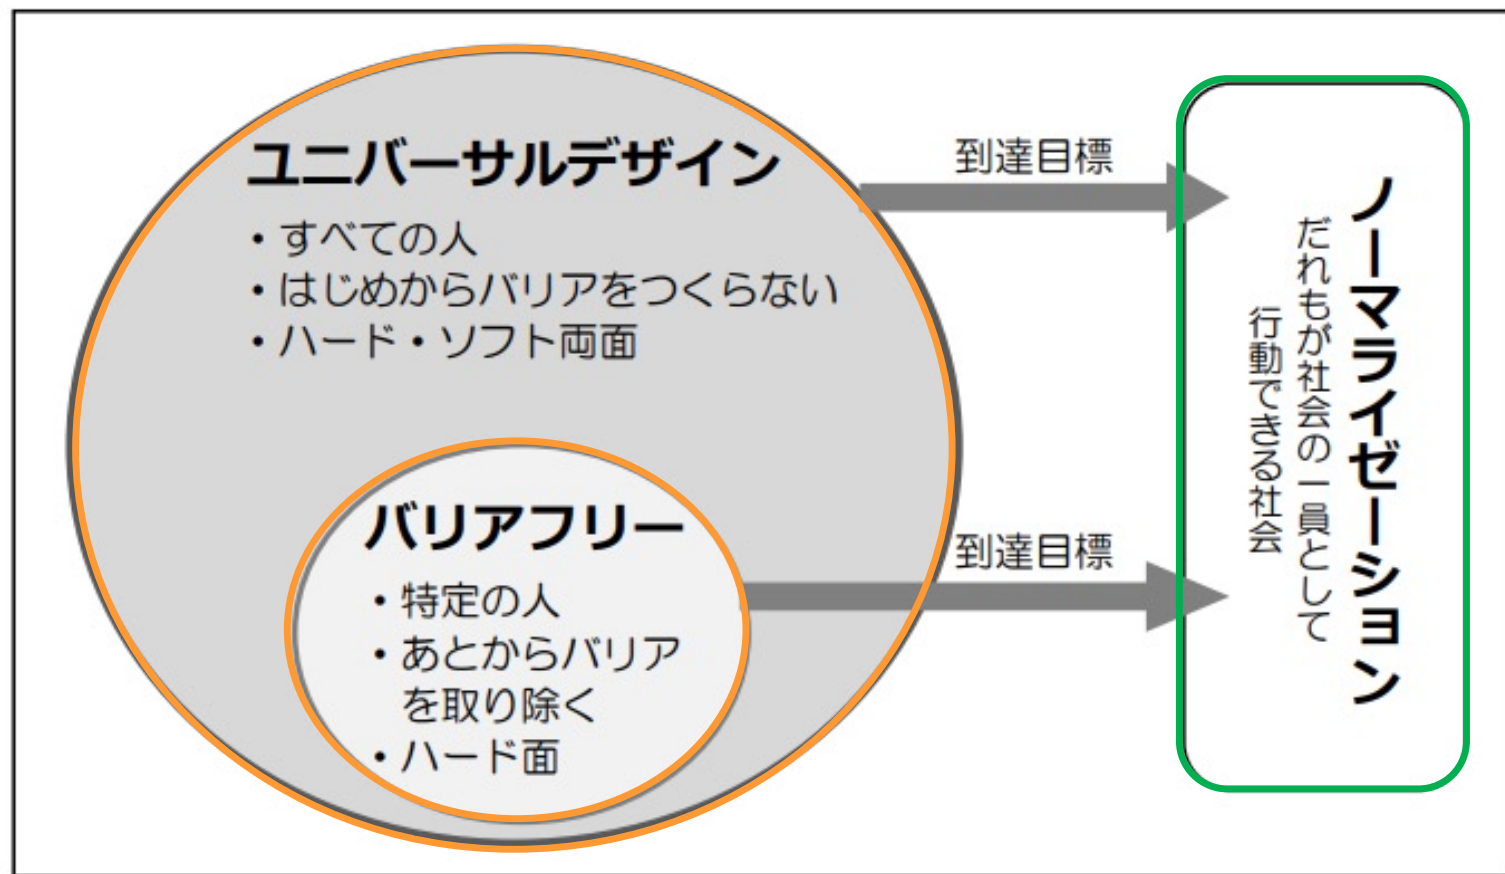 ユニバーサルデザイン
・すべての人
・はじめからバリアをつくらない
・ハード・ソフト両面
バリアフリー
・特定の人
・あとからバリア
を取り除く
・ハード面
到達目標
到達目標
ノーマライゼーション
だれもが社会の一員として
行動できる社会